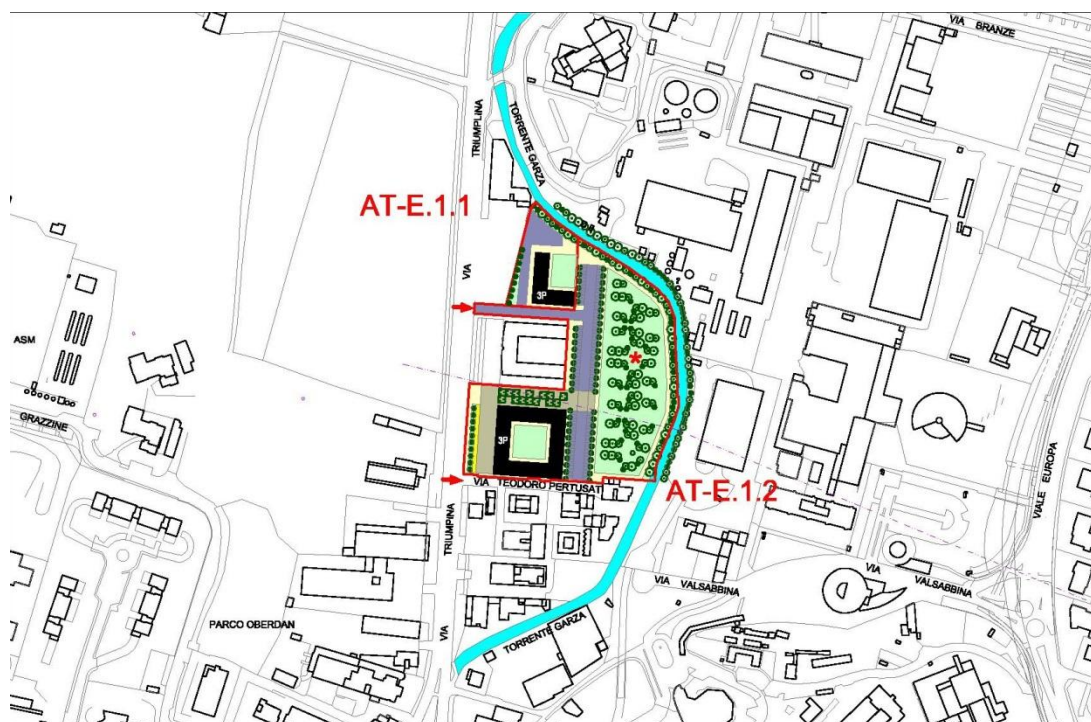 VIA BRANZE
TRIUMPLINA
TORRENTE GARZA
AT-E.1.1
VIA
3P
ASM
*
GRAZZINE
3P
VIALE EUROPA
VIA TEODORO PERTUSATI
AT-E.1.2
TRIUMPINA
VIA VALSABBINA
VIA VALSABBINA
PARCO OBERDAN
VIA
TORRENTE GARZA